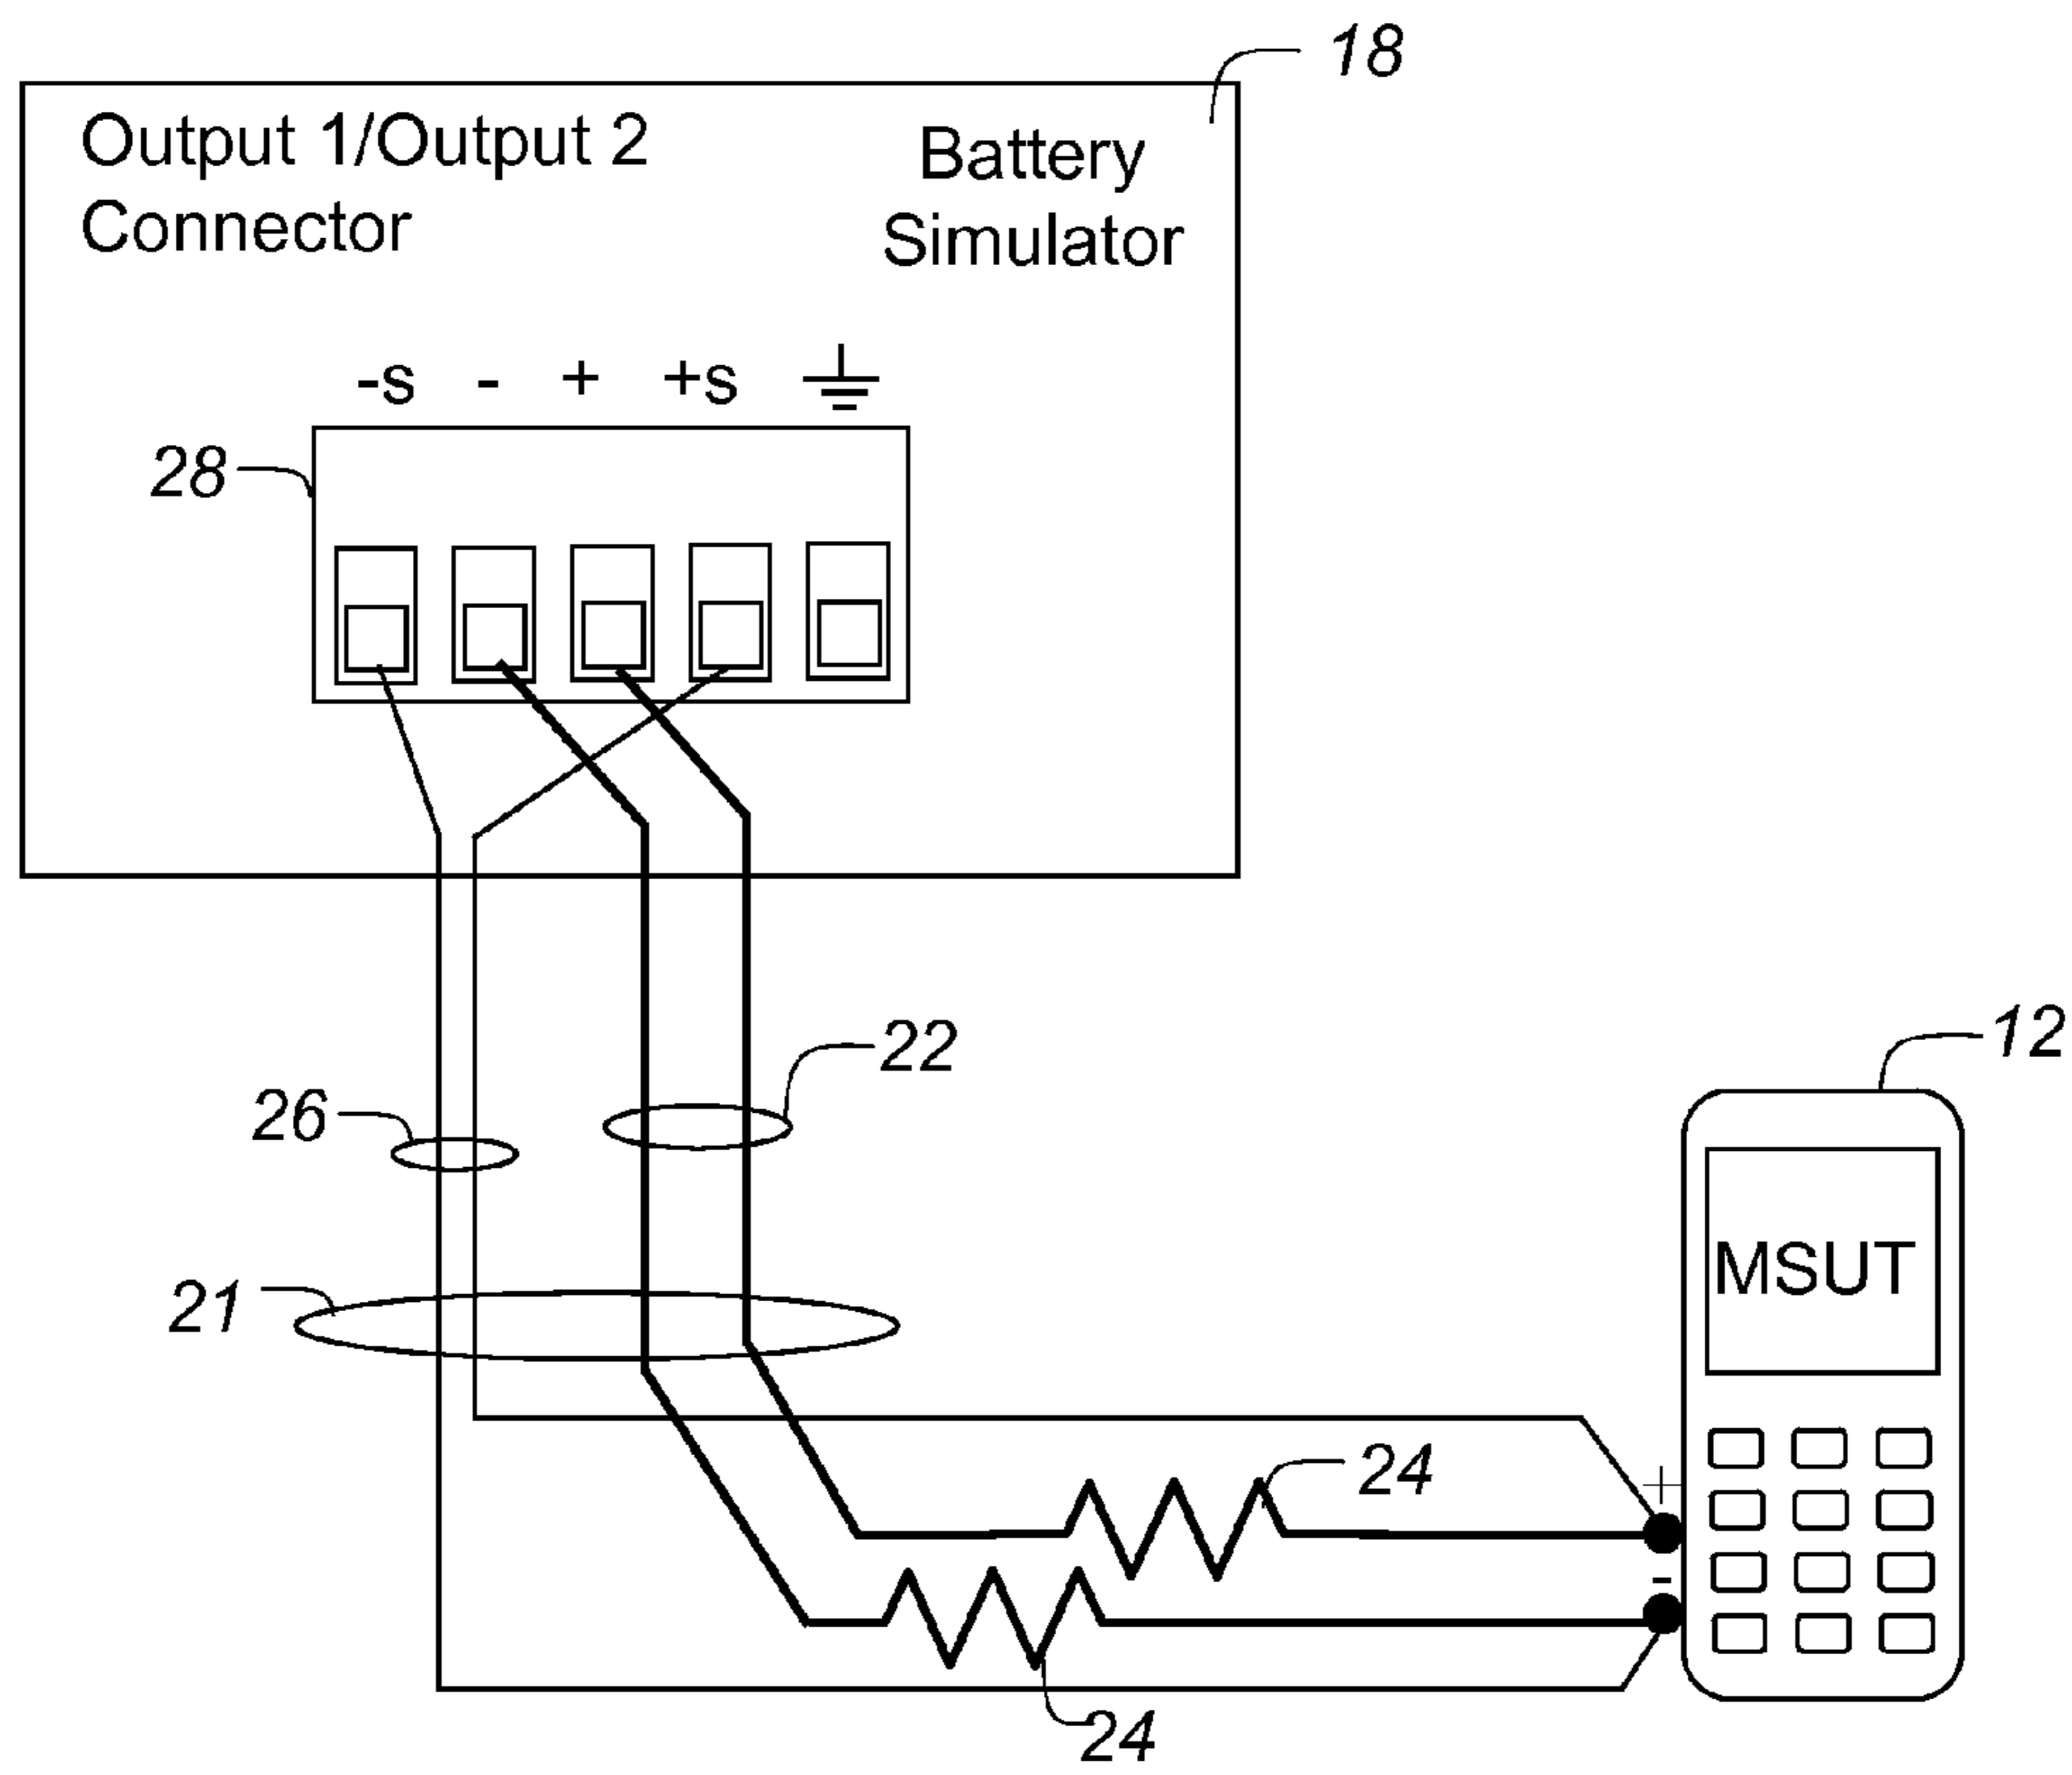 18
Output 1/Output 2
Connector
Battery
Simulator
-s - + +s
28
22
12
26
21
MSUT
24
+
-
24